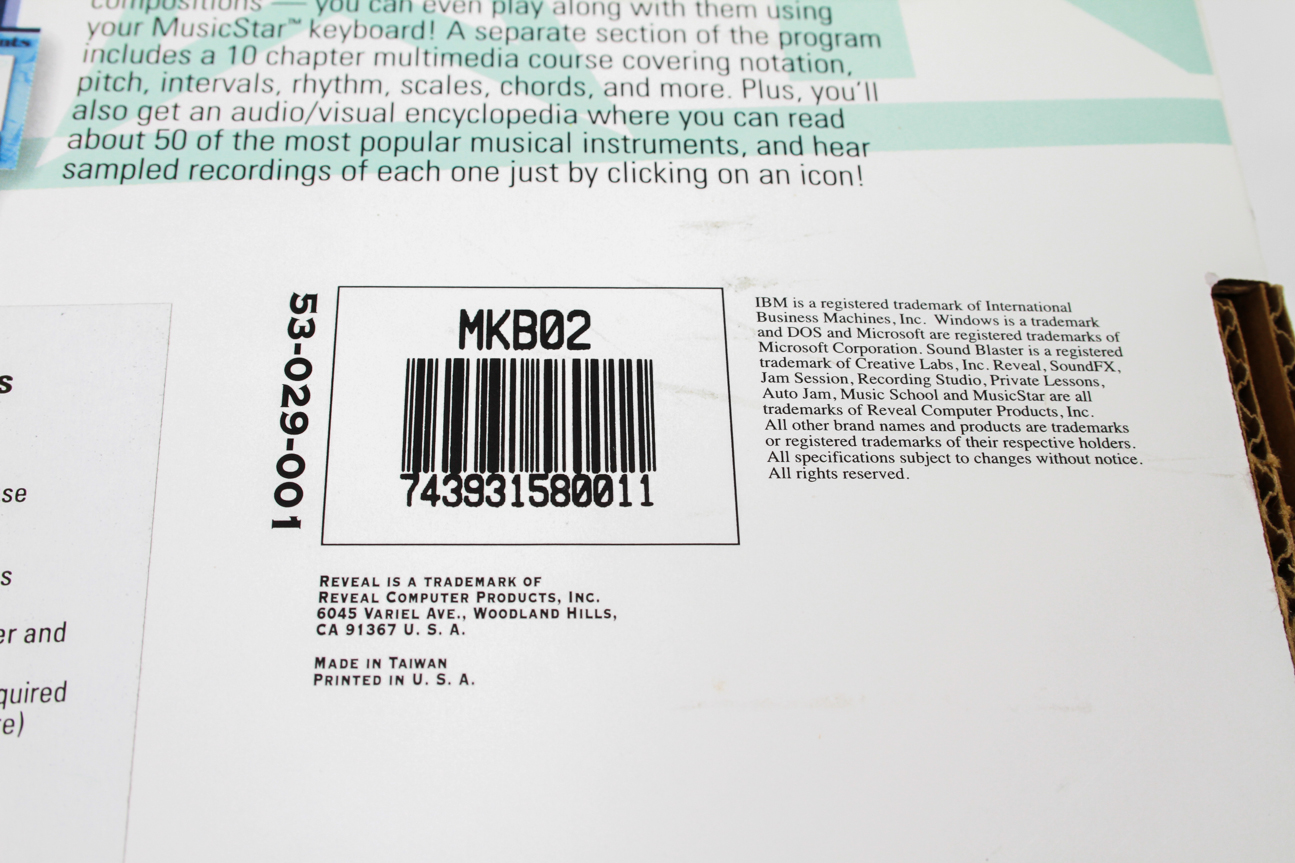 compositions — you can even play along with them using
your MusicStar™ keyboard! A separate section of the program
includes a 10 chapter multimedia course covering notation,
pitch, intervals, rhythm, scales, chords, and more. Plus, you'll
also get an audio/visual encyclopedia where you can read
about 50 of the most popular musical instruments, and hear
sampled recordings of each one just by clicking on an icon!
se
er and
quired
53-029-001
MKB02
743931580011
REVEAL IS A TRADEMARK OF
REVEAL COMPUTER PRODUCTS, INC.
6045 VARIEL AVE., WOODLAND HILLS,
CA 91367 U. S. A.
MADE IN TAIWAN
PRINTED IN U. S. A.
IBM is a registered trademark of International
Business Machines, Inc. Windows is a trademark
and DOS and Microsoft are registered trademarks of
Microsoft Corporation. Sound Blaster is a registered
trademark of Creative Labs, Inc. Reveal, SoundFX,
Jam Session, Recording Studio, Private Lessons,
Auto Jam, Music School and MusicStar are all
trademarks of Reveal Computer Products, Inc.
All other brand names and products are trademarks
or registered trademarks of their respective holders.
All specifications subject to changes without notice.
All rights reserved.